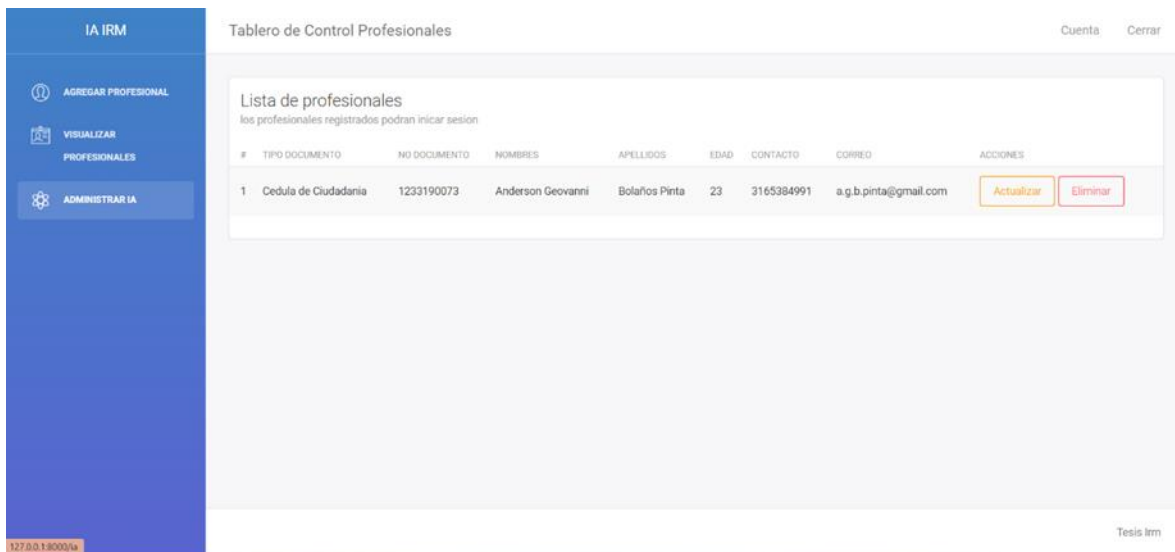 IA IRM
Tablero de Control Profesionales
Cuenta Cerrar
AGREGAR PROFESIONAL
VISUALIZAR
PROFESIONALES
ADMINISTRAR IA
Lista de profesionales
los profesionales registrados podran inicar sesion
# TIPO DOCUMENTO NO DOCUMENTO NOMBRES APELLIDOS EDAD CONTACTO CORREO ACCIONES
1 Cedula de Ciudadania 1233190073 Anderson Geovanni Bolaños Pinta 23 3165384991 a.g.b.pinta@gmail.com Actualizar Eliminar
Tesis Irm
127.0.0.1:8000/ia